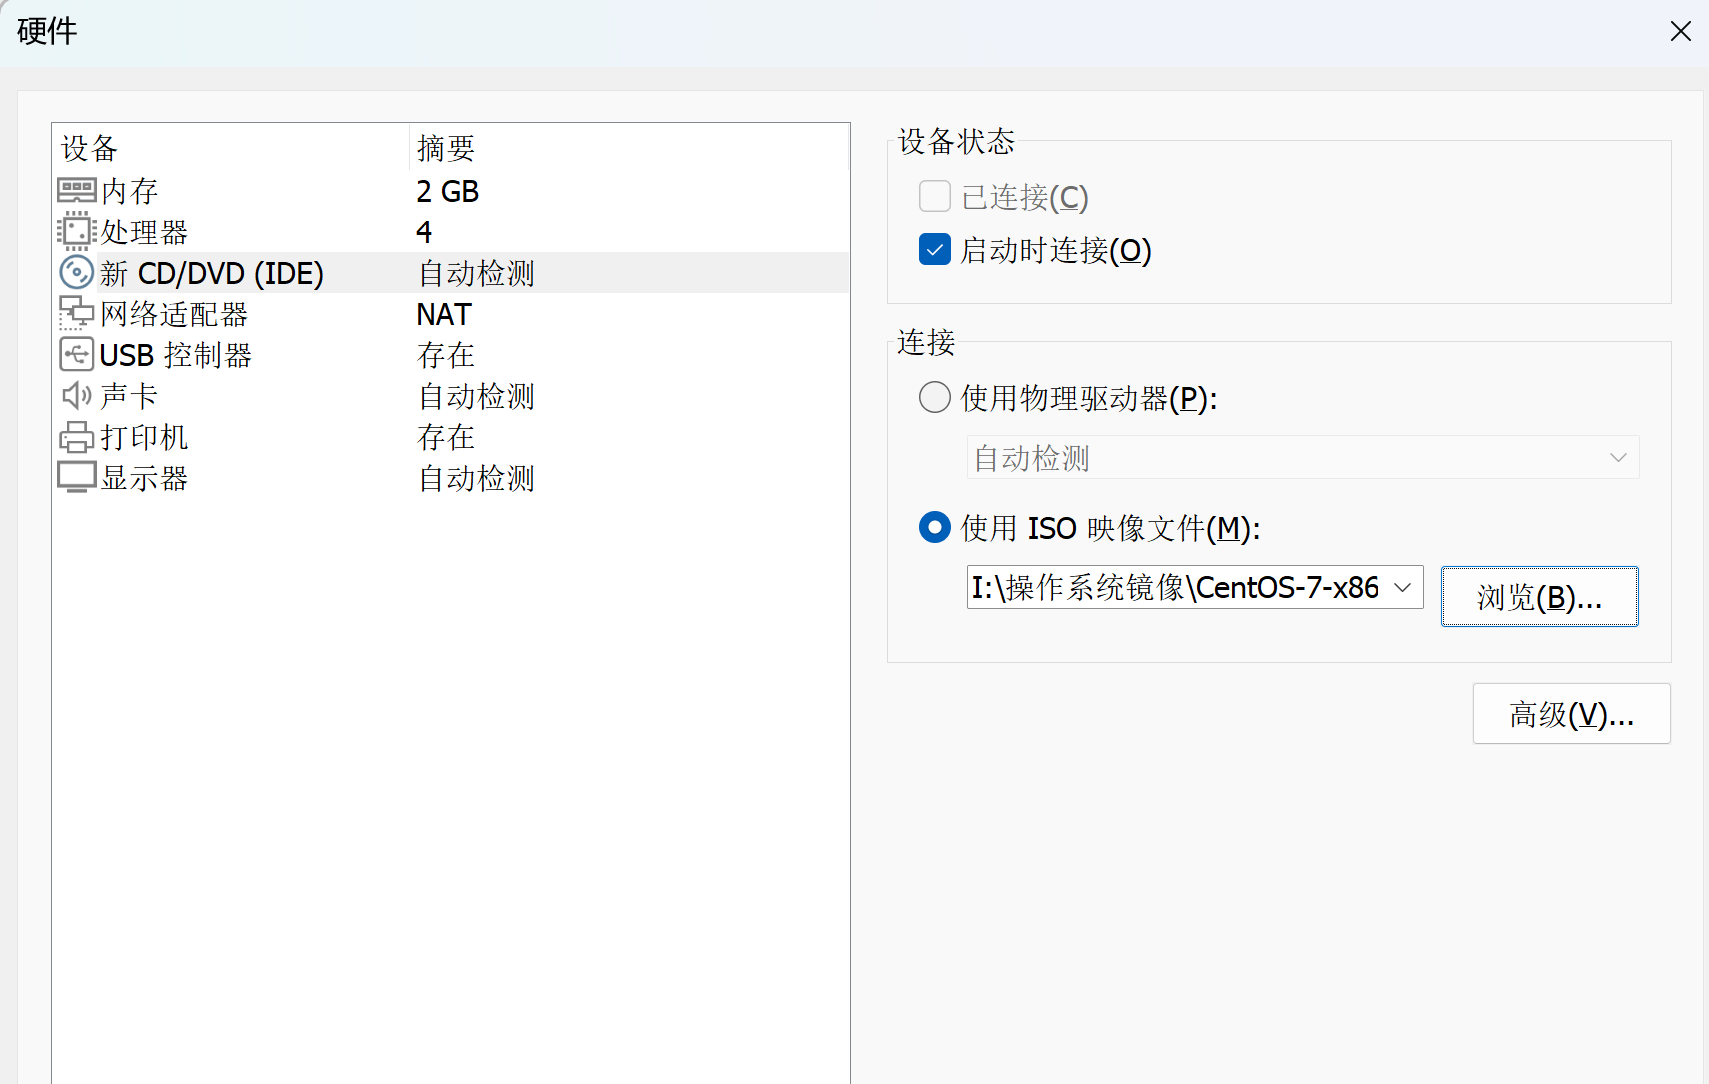 硬件
设备 摘要
内存 2 GB
处理器 4
新 CD/DVD (IDE) 自动检测
网络适配器 NAT
USB 控制器 存在
声卡 自动检测
打印机 存在
显示器 自动检测
设备状态
已连接(C)
启动时连接(O)
连接
使用物理驱动器(P):
自动检测
使用 ISO 映像文件(M):
I:\操作系统镜像\CentOS-7-x86
浏览(B)...
高级(V)...